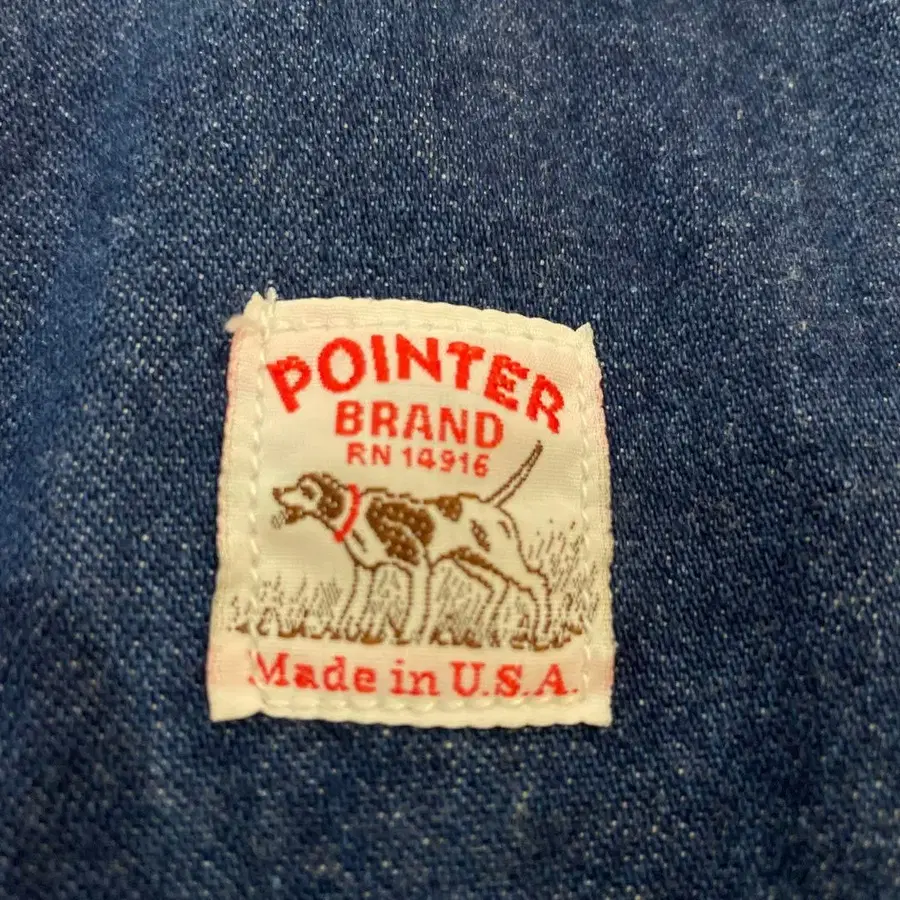 POINTER
BRAND
RN 14916
Made in U.S.A.